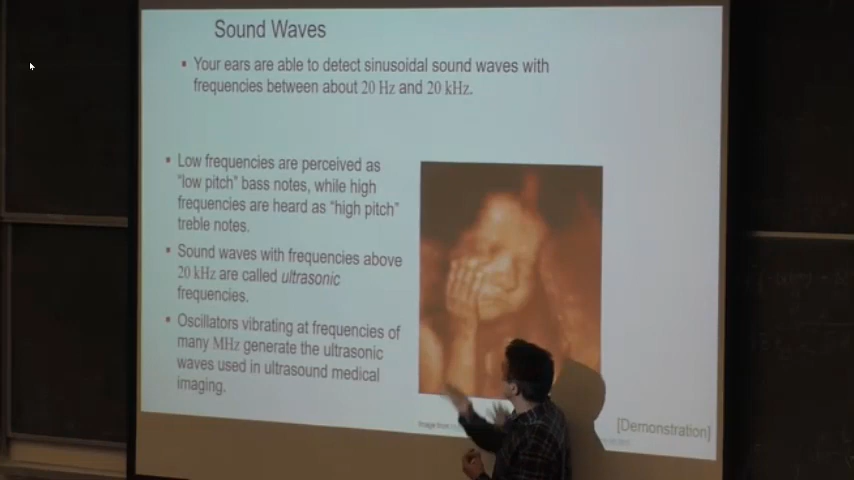 Sound Waves
▪ Your ears are able to detect sinusoidal sound waves with
frequencies between about 20 Hz and 20 kHz.
▪ Low frequencies are perceived as
“low pitch” bass notes, while high
frequencies are heard as “high pitch”
treble notes.
▪ Sound waves with frequencies above
20 kHz are called ultrasonic
frequencies.
▪ Oscillators vibrating at frequencies of
many MHz generate the ultrasonic
waves used in ultrasound medical
imaging.
Image from
[Demonstration]